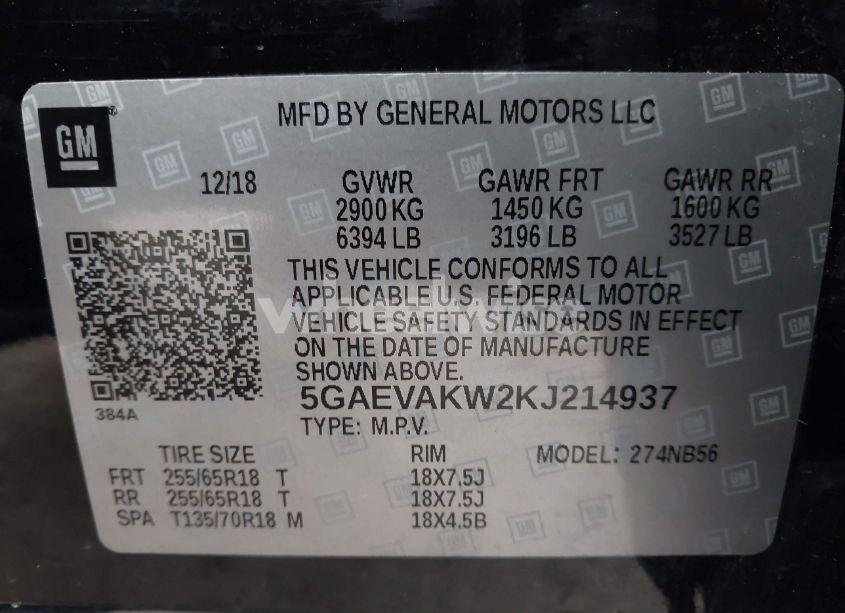 GM
MFD BY GENERAL MOTORS LLC
12/18 GVWR GAWR FRT GAWR RR
2900 KG 1450 KG 1600 KG
6394 LB 3196 LB 3527 LB
THIS VEHICLE CONFORMS TO ALL
APPLICABLE U.S. FEDERAL MOTOR
VEHICLE SAFETY STANDARDS IN EFFECT
ON THE DATE OF MANUFACTURE
SHOWN ABOVE.
5GAEVAKW2KJ214937
384A
TYPE: M.P.V.
TIRE SIZE RIM MODEL: 274NB56
FRT 255/65R18 T 18X7.5J
RR 255/65R18 T 18X7.5J
SPA T135/70R18 M 18X4.5B